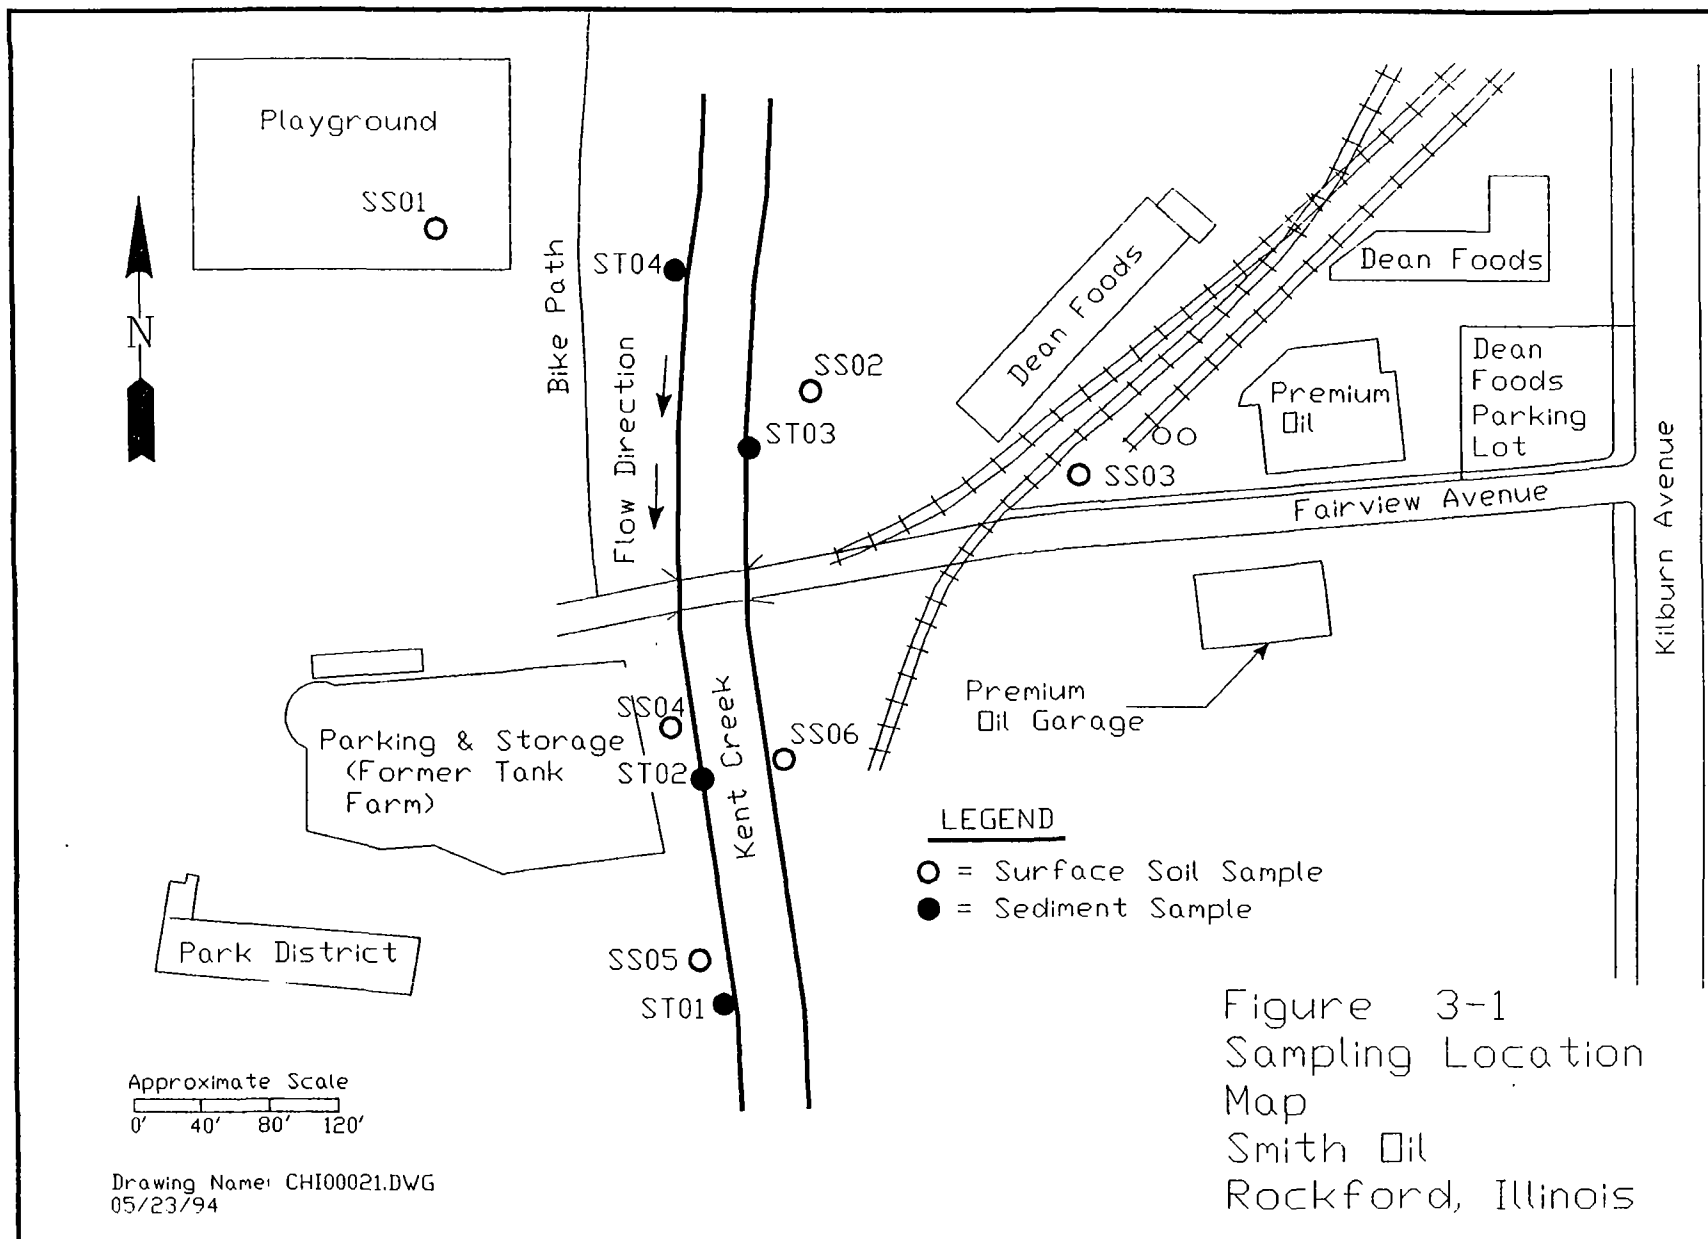 Playground
SS01
N
Bike Path
ST04
Flow Direction
SS02
ST03
Dean Foods
Dean Foods
Premium
Oil
Dean
Foods
Parking
Lot
SS03
Fairview Avenue
Kilburn Avenue
Premium
Oil Garage
SS04
Parking & Storage
(Former Tank
Farm)
ST02
Kent Creek
SS06
LEGEND
= Surface Soil Sample
= Sediment Sample
Park District
SS05
ST01
Approximate Scale
0' 40' 80' 120'
Drawing Name: CHI00021.DWG
05/23/94
Figure 3-1
Sampling Location
Map
Smith Oil
Rockford, Illinois